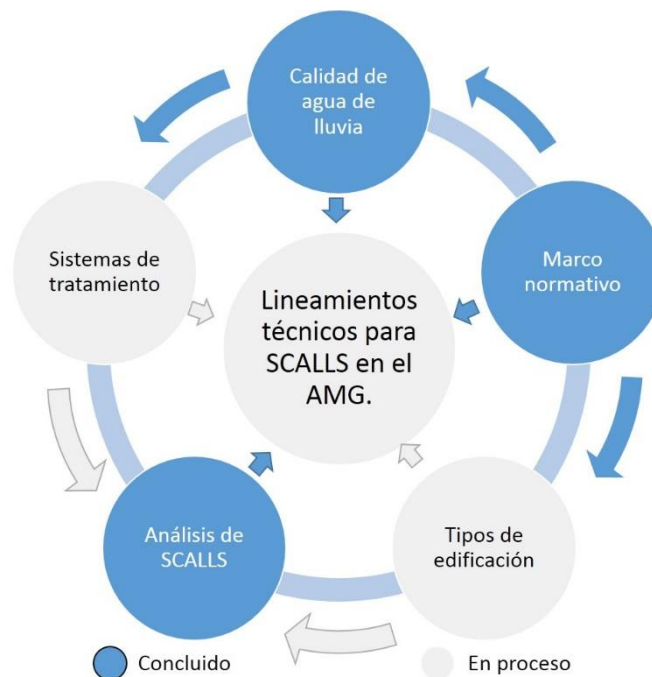 Calidad de
agua de
lluvia
Sistemas de
tratamiento
Marco
normativo
Lineamientos
técnicos para
SCALLS en el
AMG.
Análisis de
SCALLS
Tipos de
edificación
Concluido
En proceso